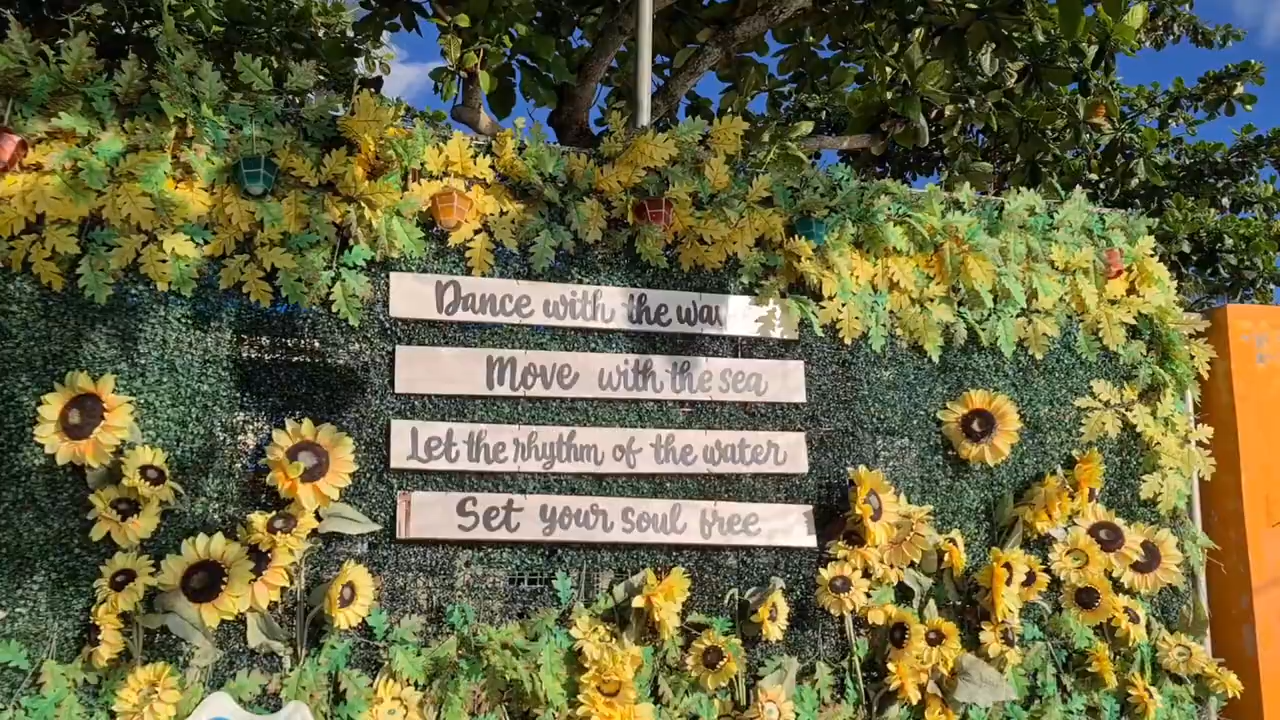 Dance with the
Move with the sea
Let the rhythm of the water
Set your soul free